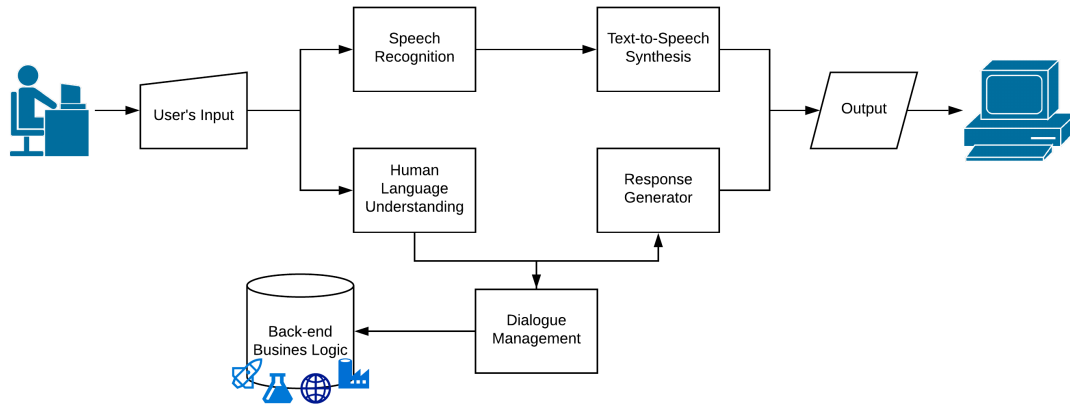 Speech
Recognition
Text-to-Speech
Synthesis
User's Input
Output
Human
Language
Understanding
Response
Generator
Dialogue
Management
Back-end
Busines Logic